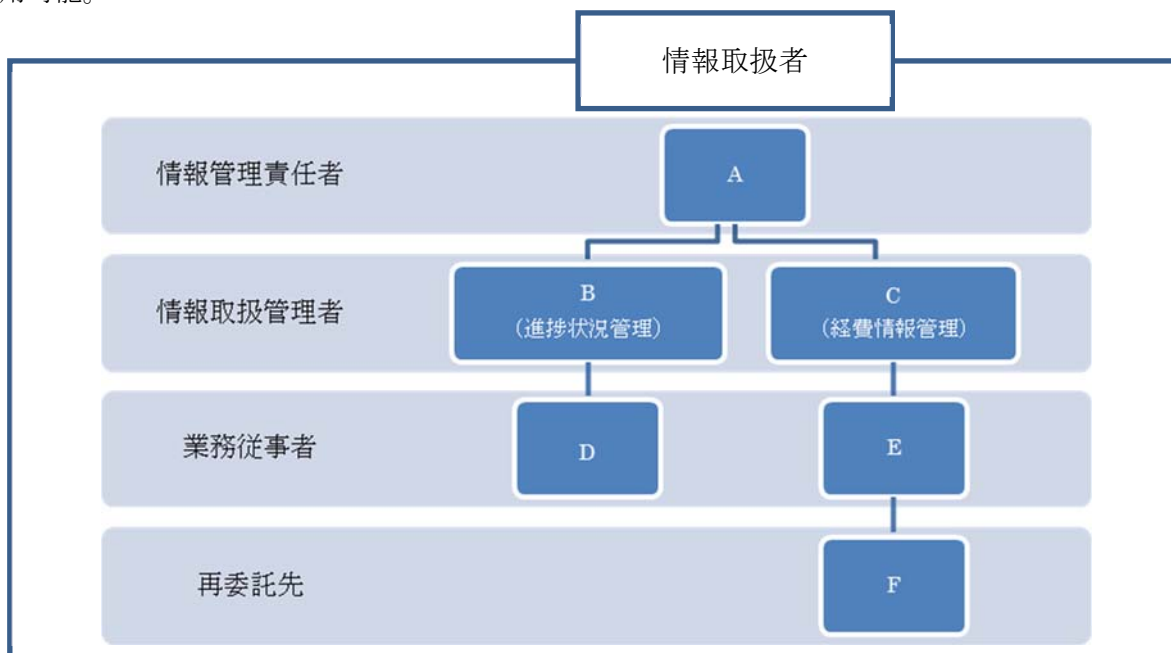 情報取扱者
情報管理責任者
A
情報取扱管理者
B
（進捗状況管理）
C
（経費情報管理）
業務従事者
D
E
再委託先
F